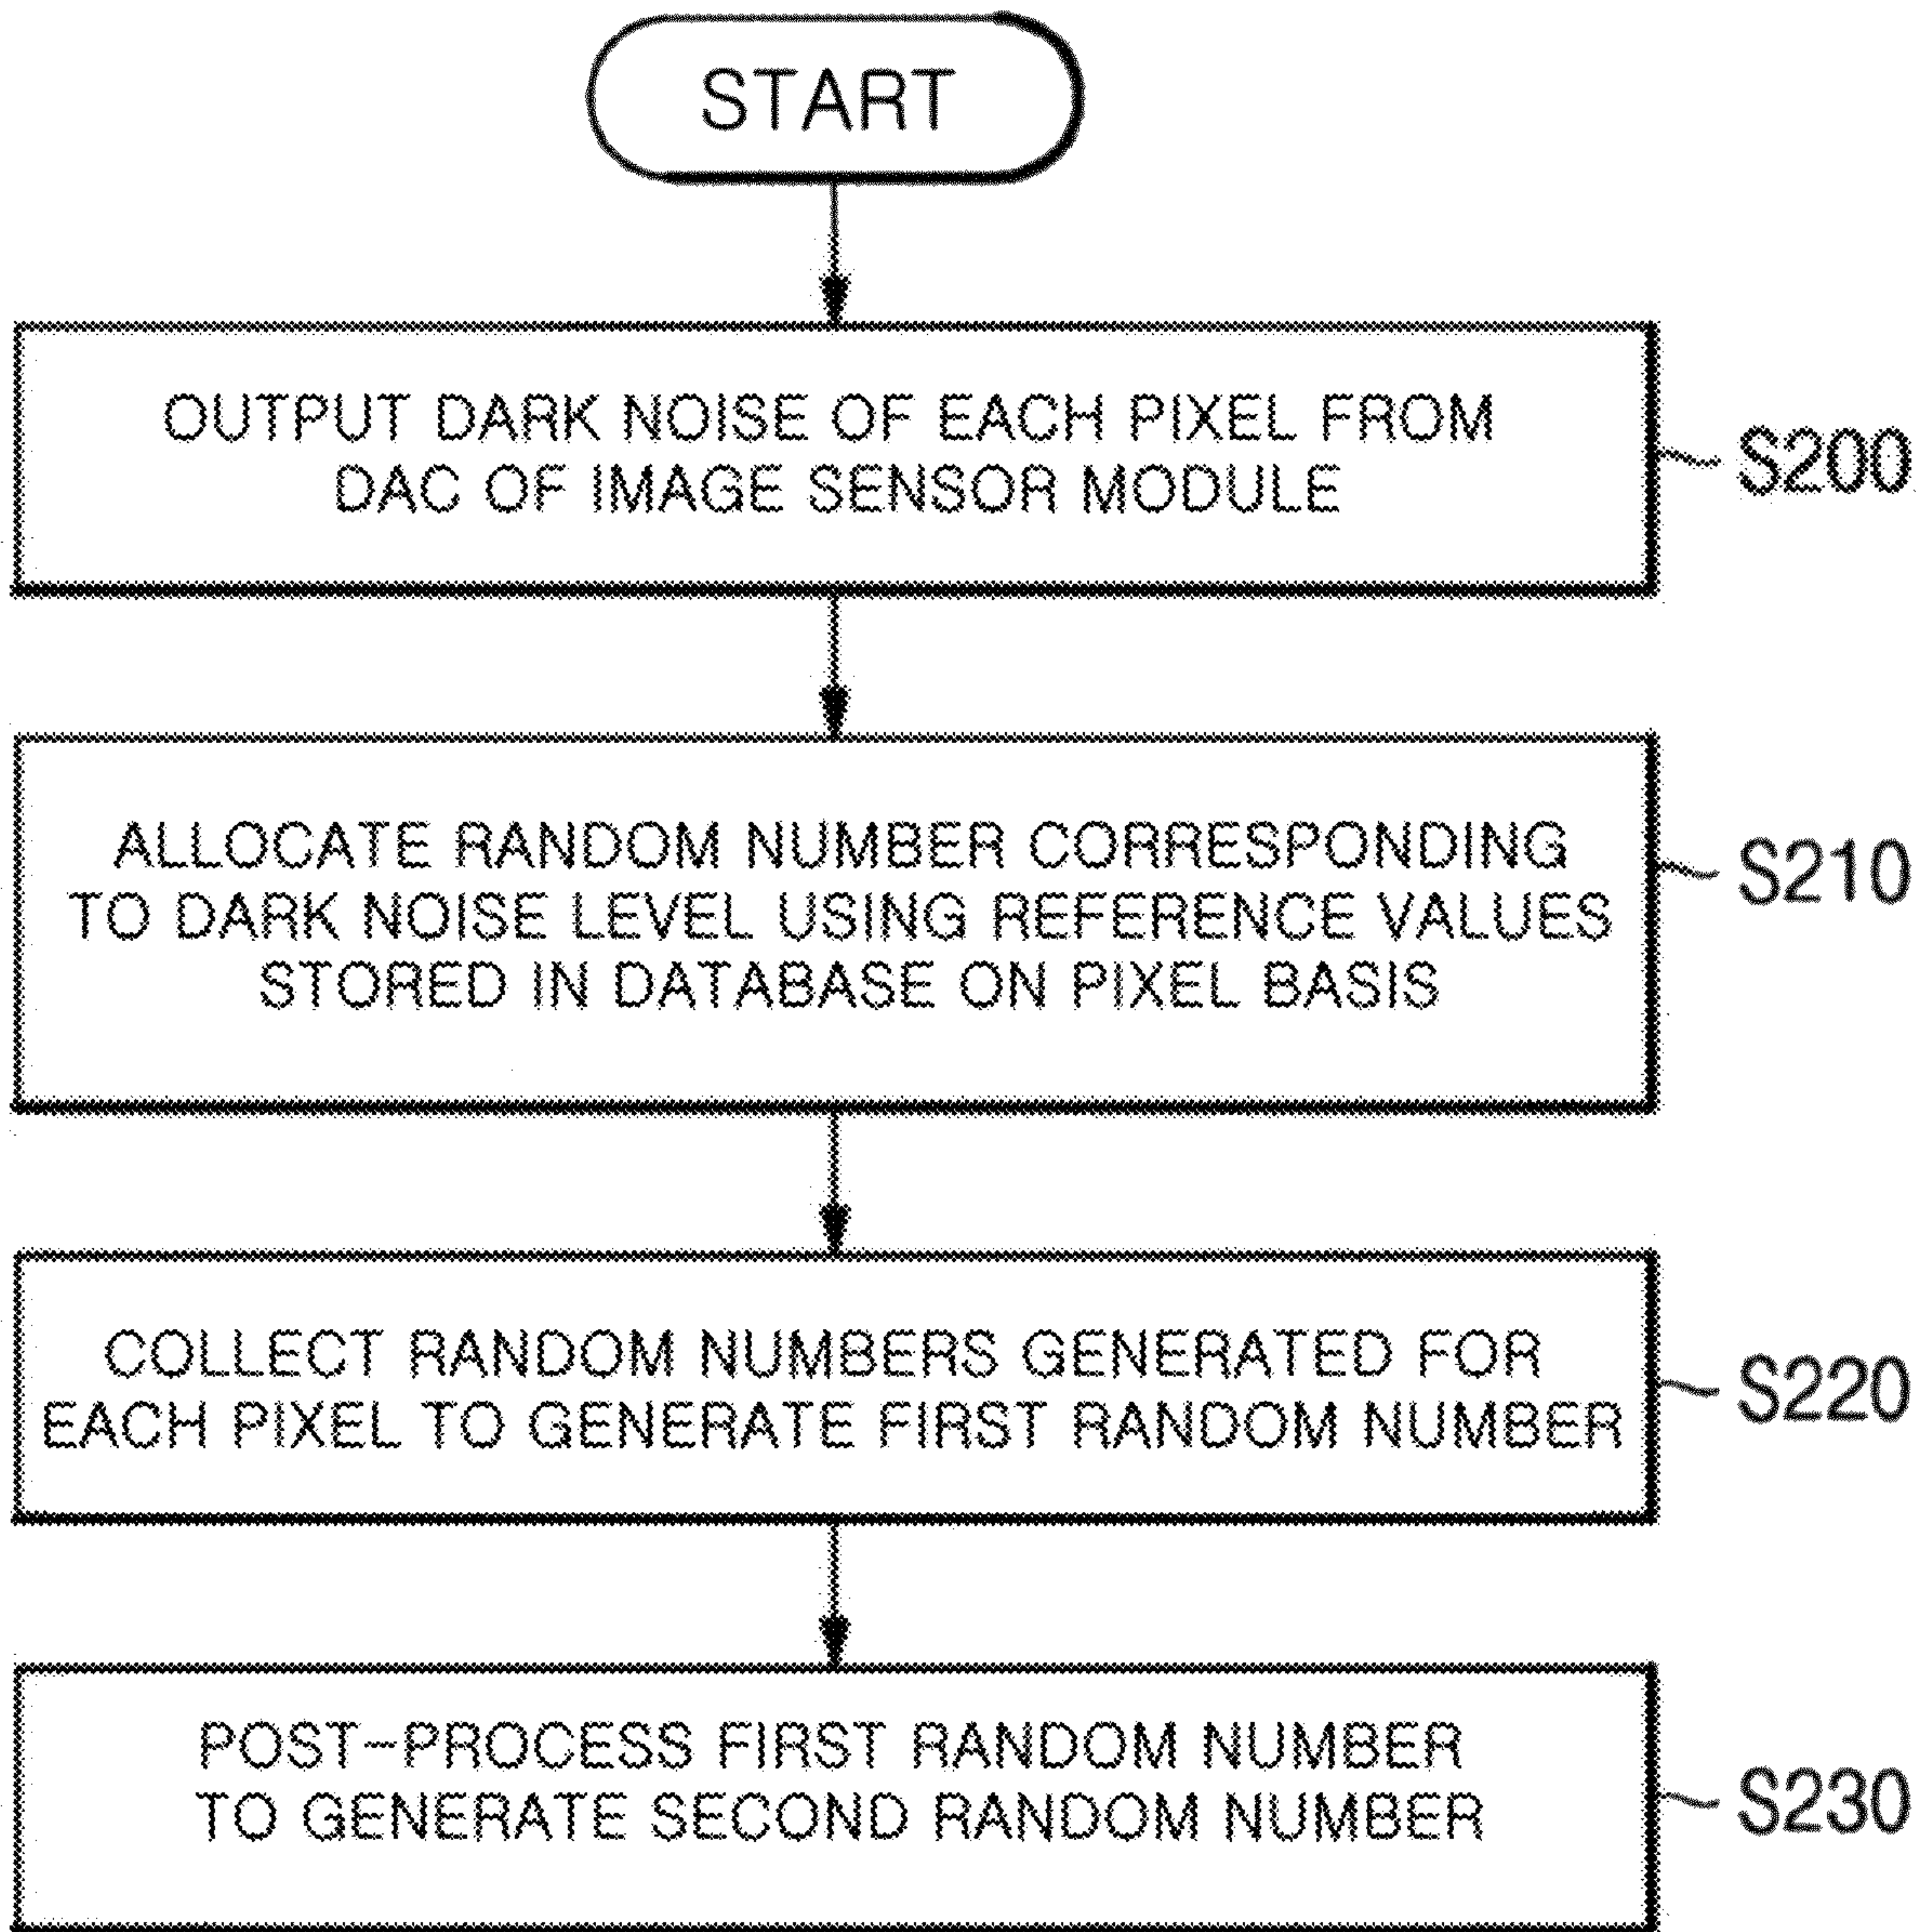 START
OUTPUT DARK NOISE OF EACH PIXEL FROM
DAC OF IMAGE SENSOR MODULE
S200
ALLOCATE RANDOM NUMBER CORRESPONDING
TO DARK NOISE LEVEL USING REFERENCE VALUES
STORED IN DATABASE ON PIXEL BASIS
S210
COLLECT RANDOM NUMBERS GENERATED FOR
EACH PIXEL TO GENERATE FIRST RANDOM NUMBER
S220
POST-PROCESS FIRST RANDOM NUMBER
TO GENERATE SECOND RANDOM NUMBER
S230